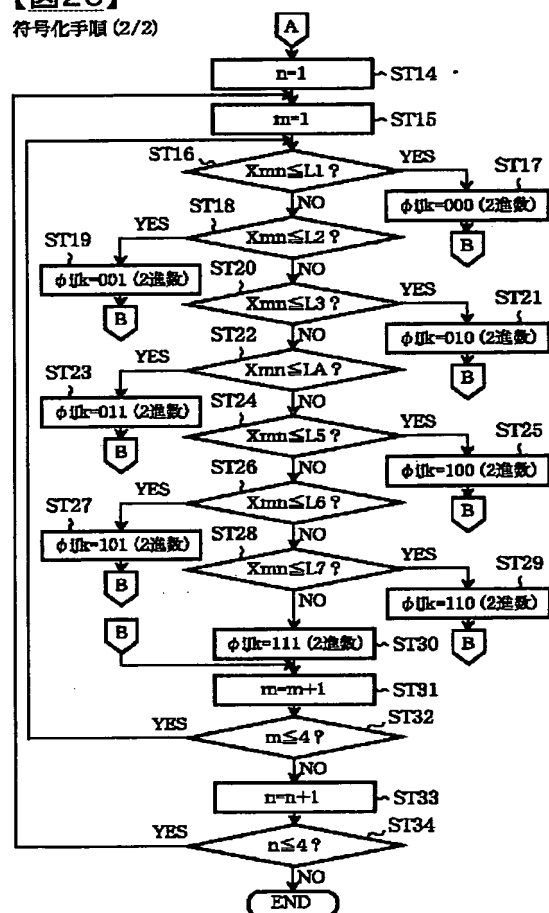 【図26】
符号化手順 (2/2)
A
n=1 ST14
m=1 ST15
ST16 Xmn≦L1? YES ST17
φijk=000 (2進数)
NO
B
ST18 Xmn≦L2? YES ST19
φijk=001 (2進数)
NO
B
ST20 Xmn≦L3? YES ST21
φijk=010 (2進数)
NO
B
ST22 Xmn≦LA? YES ST23
φijk=011 (2進数)
NO
B
ST24 Xmn≦L5? YES ST25
φijk=100 (2進数)
NO
B
ST26 Xmn≦L6? YES ST27
φijk=101 (2進数)
NO
B
ST28 Xmn≦L7? YES ST29
φijk=110 (2進数)
NO
B
B
φijk=111 (2進数) ST30
m=m+1 ST31
YES m≦4? ST32
NO
n=n+1 ST33
YES n≦4? ST34
NO
END